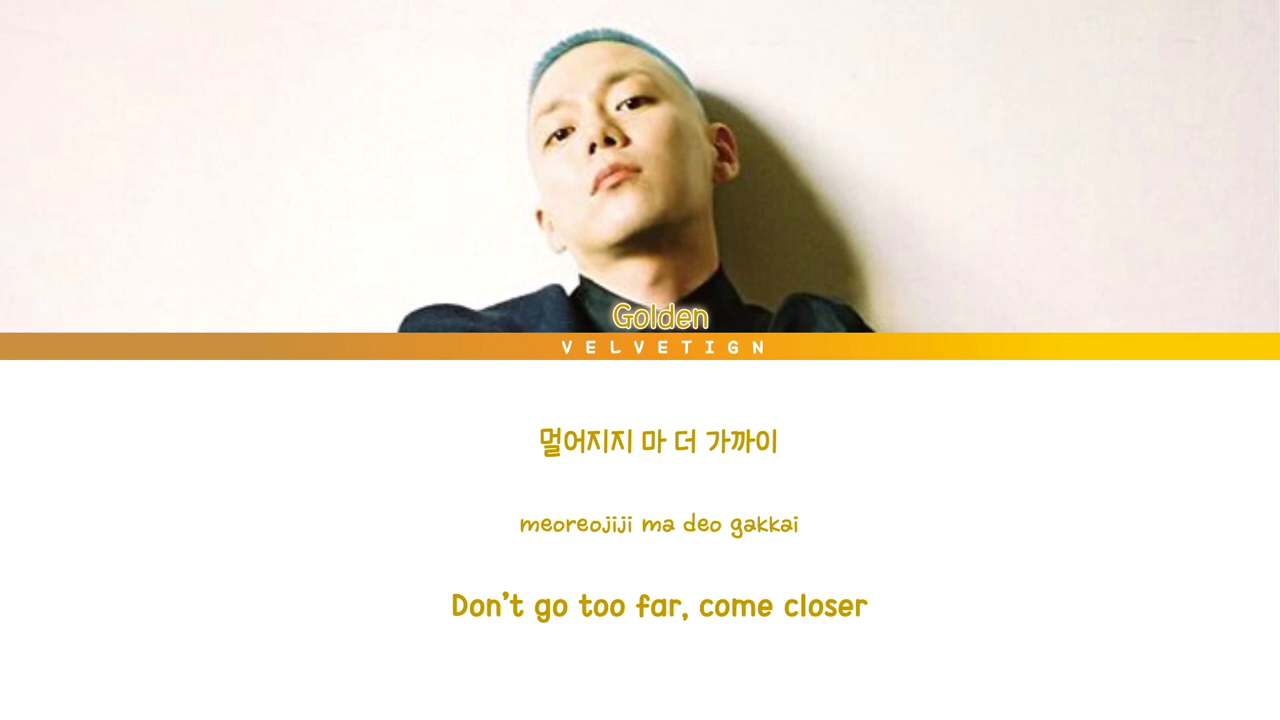 Golden
VELVETIGN
멀어지지 마 더 가까이
meoreojiji ma deo gakkai
Don't go too far, come closer